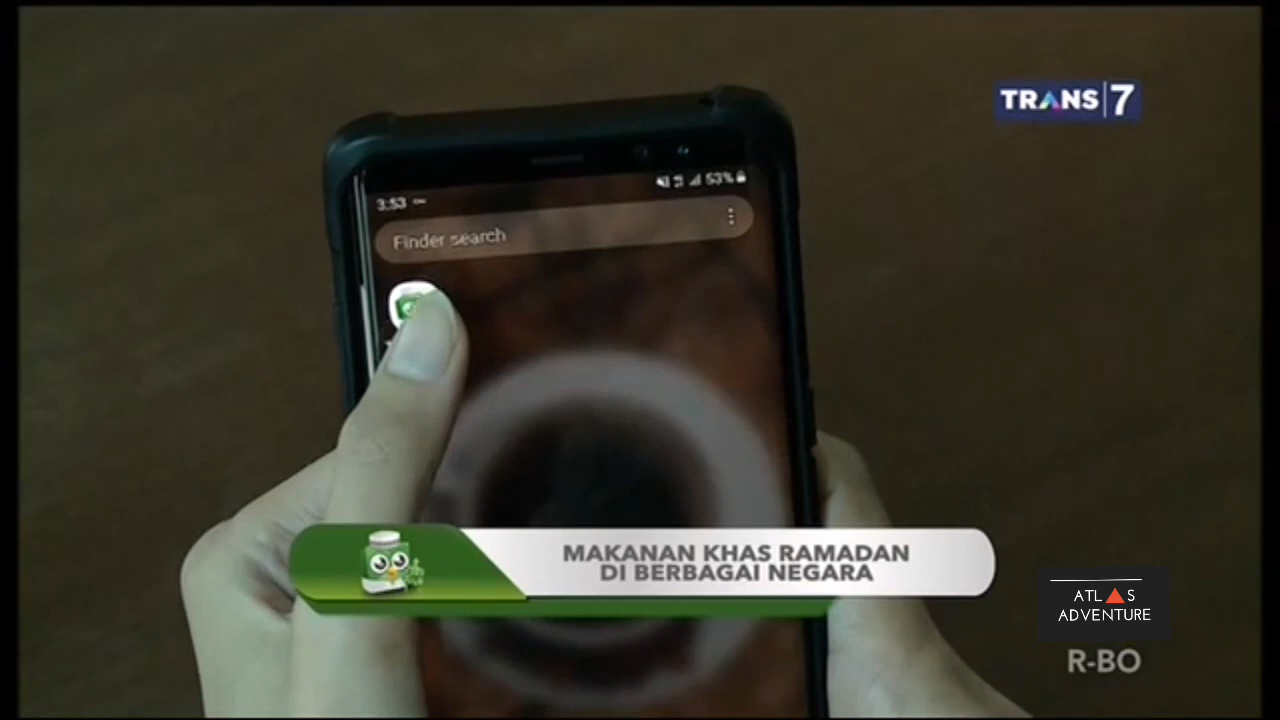 TRANS|7
3:53
53%
Finder search
MAKANAN KHAS RAMADAN
DI BERBAGAI NEGARA
ATLAS
ADVENTURE
R-BO